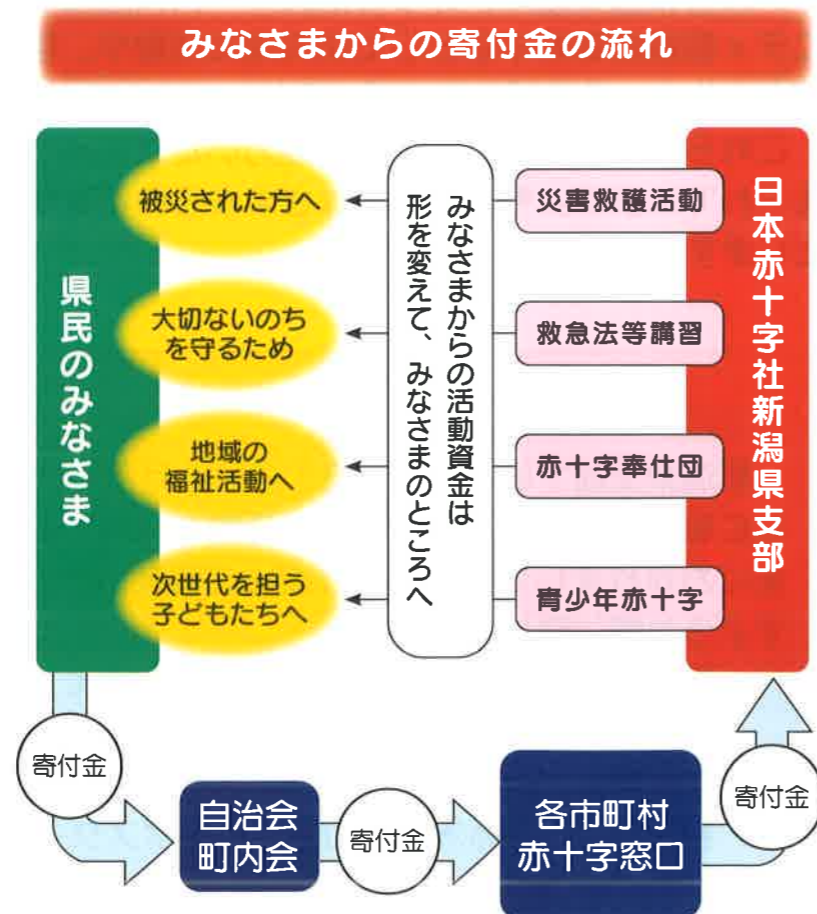 みなさまからの寄付金の流れ
県民のみなさま
被災された方へ
大切ないのち
を守るため
地域の
福祉活動へ
次世代を担う
子どもたちへ
みなさまからの活動資金は
形を変えて、みなさまのところへ
災害救護活動
救急法等講習
赤十字奉仕団
青少年赤十字
日本赤十字社新潟県支部
寄付金
自治会
町内会
寄付金
各市町村
赤十字窓口
寄付金